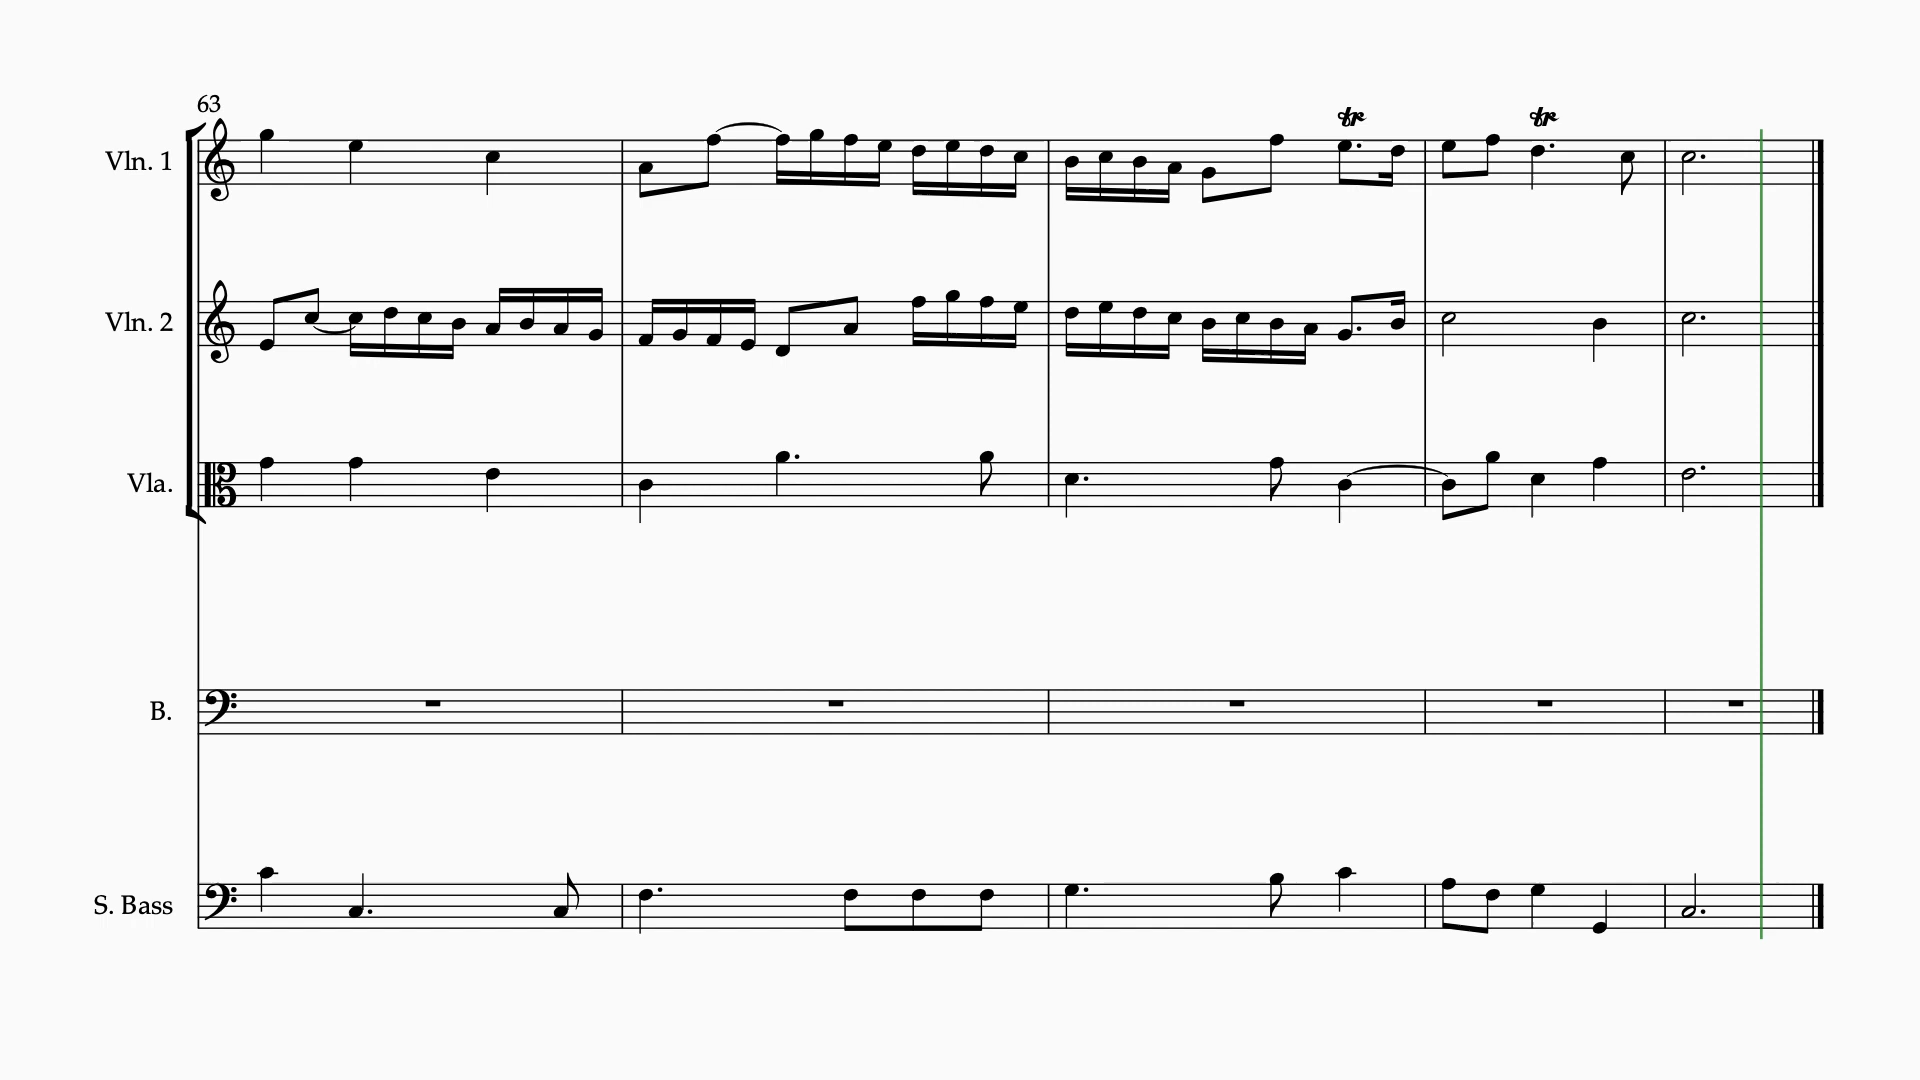 63
tr tr
Vln. 1
Vln. 2
Vla.
B.
S. Bass